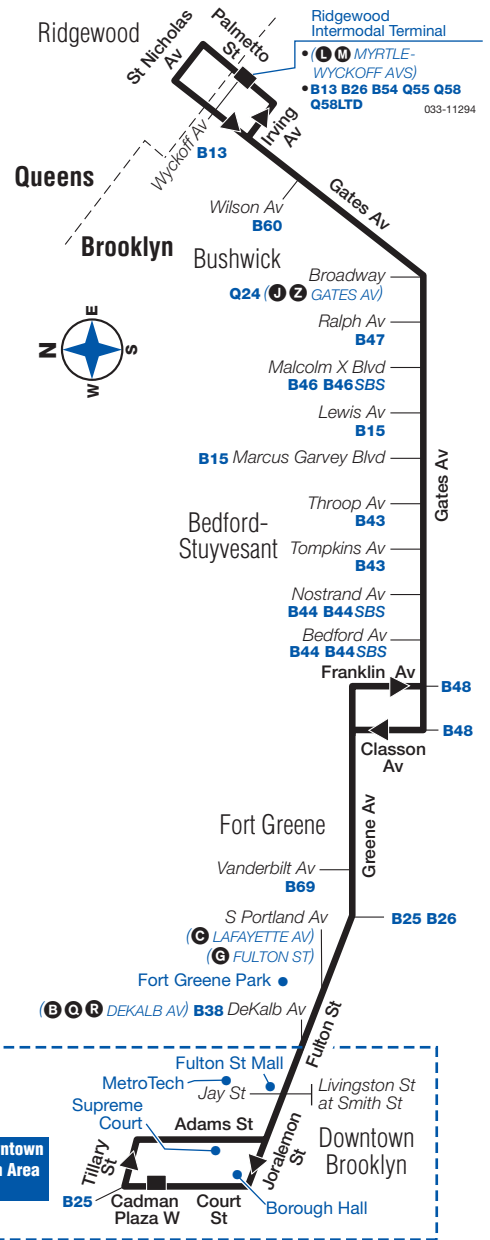 Ridgewood
St Nicholas
Av
Palmetto
St
Ridgewood
Intermodal Terminal
• (L M MYRTLE-
WYCKOFF AVS)
• B13 B26 B54 Q55 Q58
Q58LTD
033-11294
Irving
Av
Wyckoff Av
B13
Queens
Brooklyn
Gates Av
Wilson Av
B60
Bushwick
Broadway
Q24 (J Z GATES AV)
N
E
S
W
Ralph Av
B47
Malcolm X Blvd
B46 B46SBS
Lewis Av
B15
B15 Marcus Garvey Blvd
Gates Av
Bedford-
Stuyvesant
Throop Av
B43
Tompkins Av
B43
Nostrand Av
B44 B44SBS
Bedford Av
B44 B44SBS
Franklin Av
B48
B48
Classon
Av
Greene Av
Fort Greene
Vanderbilt Av
B69
S Portland Av
(C LAFAYETTE AV)
(G FULTON ST)
B25 B26
Fort Greene Park
(B Q R DEKALB AV) B38 DeKalb Av
Fulton St
Fulton St Mall
MetroTech
Jay St
Livingston St
at Smith St
Supreme
Court
Adams St
Downtown
Brooklyn
Tillary
St
Joralemon
St
B25
Cadman
Plaza W
Court
St
Borough Hall
Area